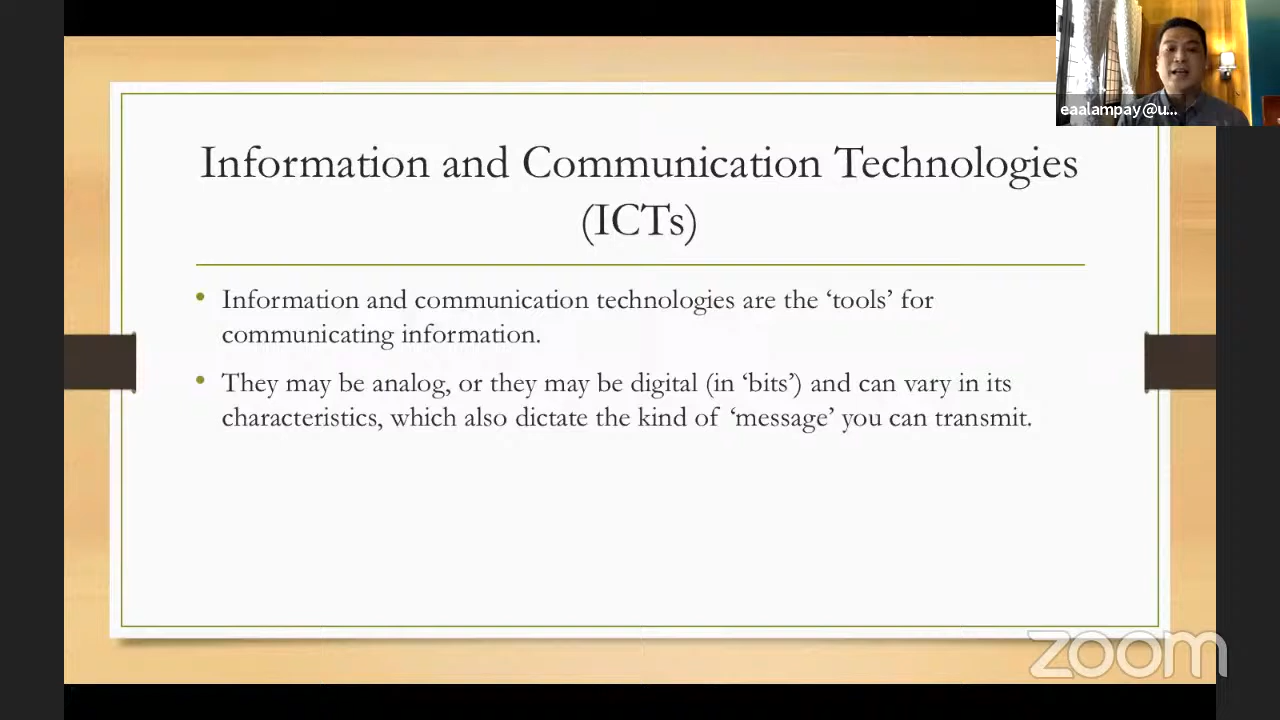 eaalampay@u...
Information and Communication Technologies
(ICTs)
• Information and communication technologies are the ‘tools’ for
communicating information.
• They may be analog, or they may be digital (in ‘bits’) and can vary in its
characteristics, which also dictate the kind of ‘message’ you can transmit.
zoom